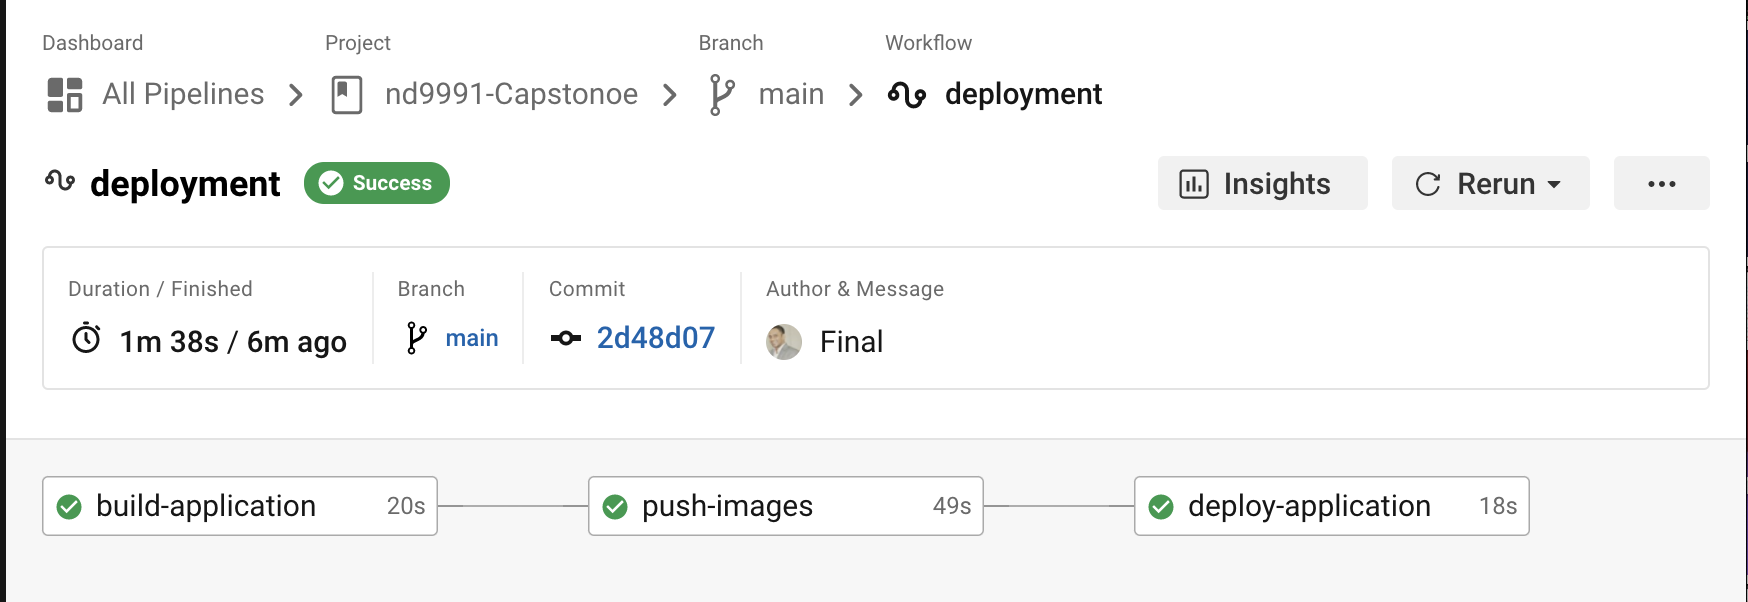 Dashboard Project Branch Workflow
All Pipelines nd9991-Capstonoe main deployment
deployment Success Insights Rerun
Duration / Finished Branch Commit Author & Message
1m 38s / 6m ago main 2d48d07 Final
build-application 20s push-images 49s deploy-application 18s